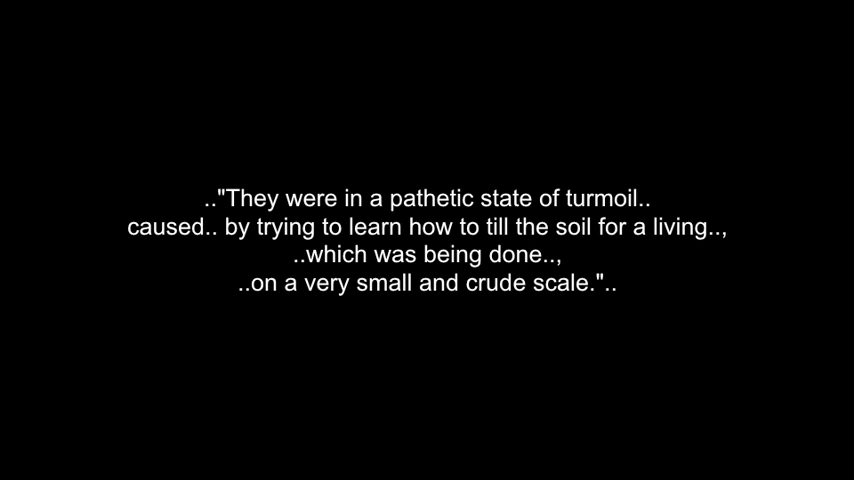 .."They were in a pathetic state of turmoil..
caused.. by trying to learn how to till the soil for a living..,
..which was being done..,
..on a very small and crude scale."..